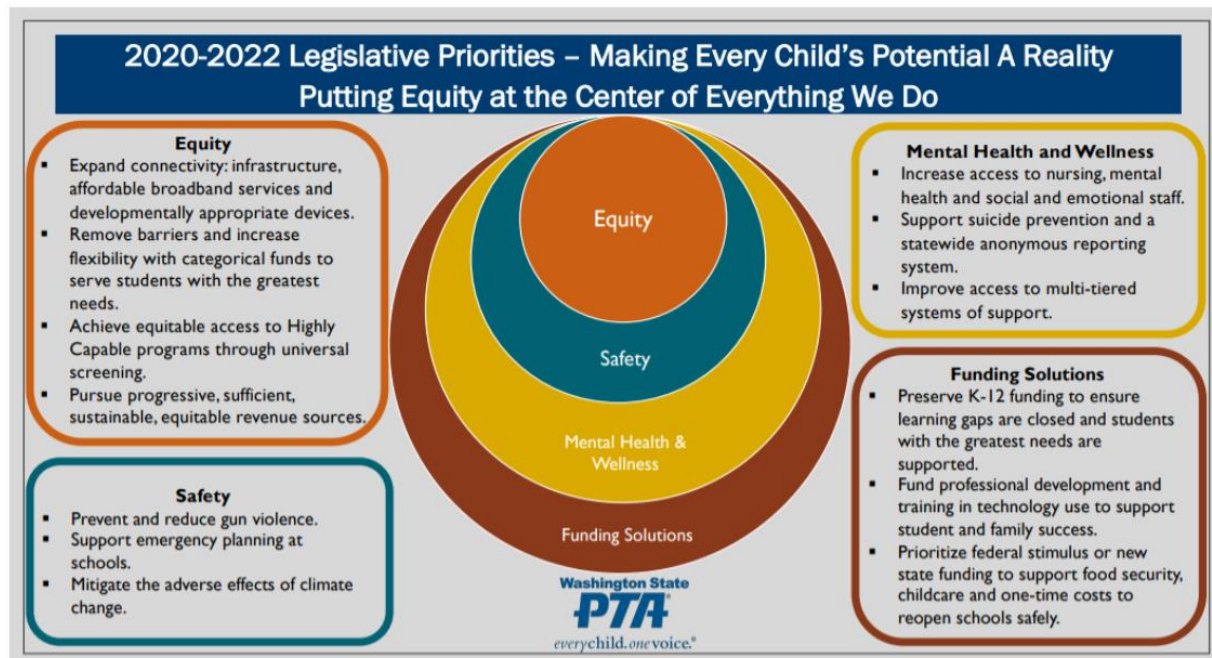 2020-2022 Legislative Priorities – Making Every Child's Potential A Reality
Putting Equity at the Center of Everything We Do
Equity
▪ Expand connectivity: infrastructure,
affordable broadband services and
developmentally appropriate devices.
▪ Remove barriers and increase
flexibility with categorical funds to
serve students with the greatest
needs.
▪ Achieve equitable access to Highly
Capable programs through universal
screening.
▪ Pursue progressive, sufficient,
sustainable, equitable revenue sources.
Safety
▪ Prevent and reduce gun violence.
▪ Support emergency planning at
schools.
▪ Mitigate the adverse effects of climate
change.
Equity
Safety
Mental Health &
Wellness
Funding Solutions
Washington State
PTA®
everychild.onevoice.®
Mental Health and Wellness
▪ Increase access to nursing, mental
health and social and emotional staff.
▪ Support suicide prevention and a
statewide anonymous reporting
system.
▪ Improve access to multi-tiered
systems of support.
Funding Solutions
▪ Preserve K-12 funding to ensure
learning gaps are closed and students
with the greatest needs are
supported.
▪ Fund professional development and
training in technology use to support
student and family success.
▪ Prioritize federal stimulus or new
state funding to support food security,
childcare and one-time costs to
reopen schools safely.